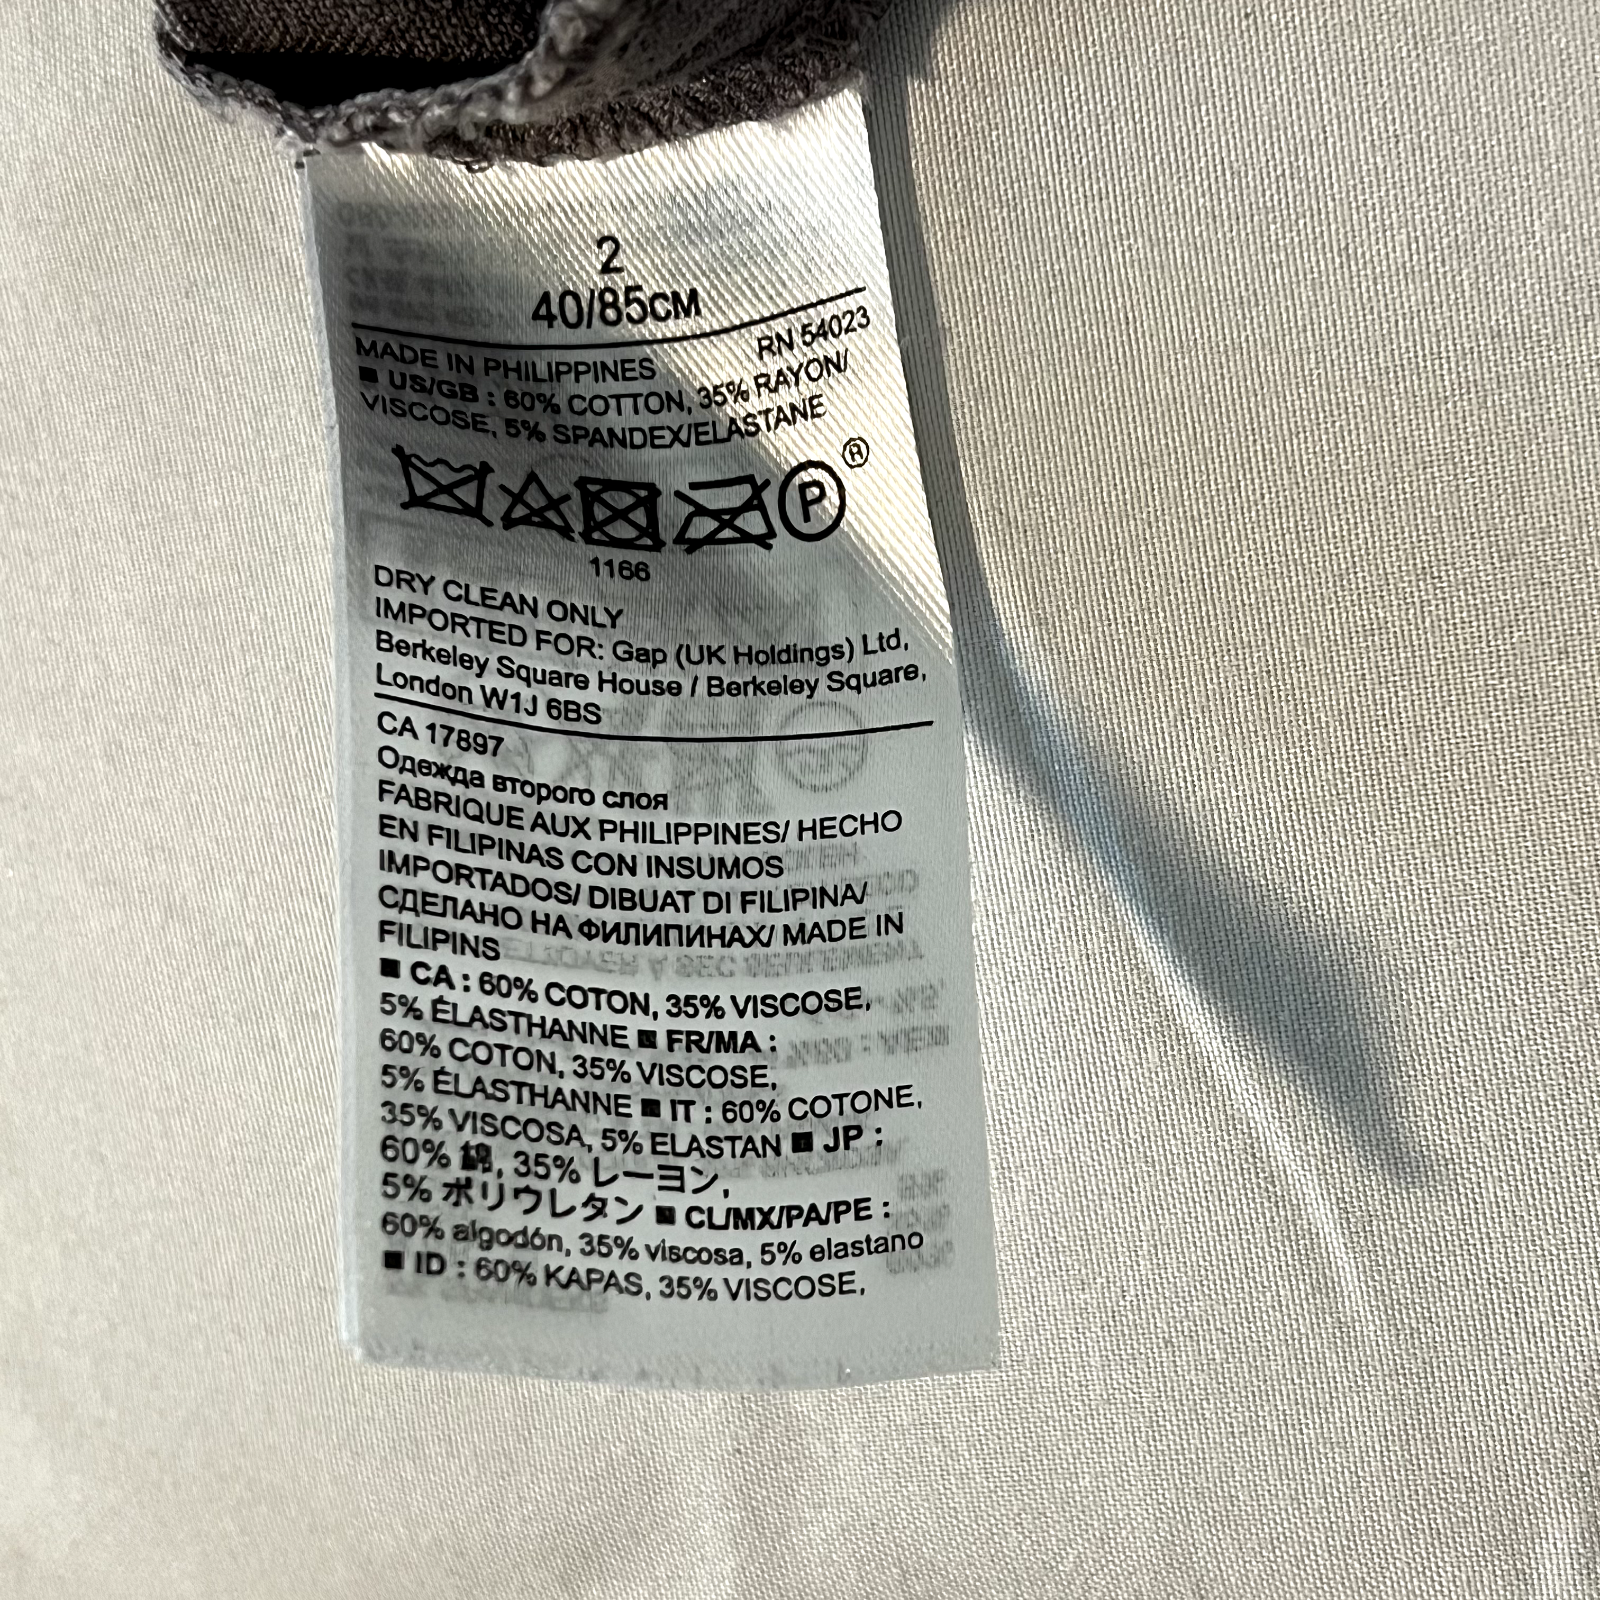 2
40/85CM
MADE IN PHILIPPINES RN 54023
■ US/GB : 60% COTTON, 35% RAYON/
VISCOSE, 5% SPANDEX/ELASTANE
P ®
1166
DRY CLEAN ONLY
IMPORTED FOR: Gap (UK Holdings) Ltd,
Berkeley Square House / Berkeley Square,
London W1J 6BS
CA 17897
Одежда второго слоя
FABRIQUE AUX PHILIPPINES/ HECHO
EN FILIPINAS CON INSUMOS
IMPORTADOS/ DIBUAT DI FILIPINA/
СДЕЛАНО НА ФИЛИПИНАХ/ MADE IN
FILIPINS
■ CA : 60% COTON, 35% VISCOSE,
5% ÉLASTHANNE ■ FR/MA :
60% COTON, 35% VISCOSE,
5% ÉLASTHANNE ■ IT : 60% COTONE,
35% VISCOSA, 5% ELASTAN ■ JP :
60% 綿, 35% レーヨン,
5% ポリウレタン ■ CL/MX/PA/PE :
60% algodón, 35% viscosa, 5% elastano
■ ID : 60% KAPAS, 35% VISCOSE,